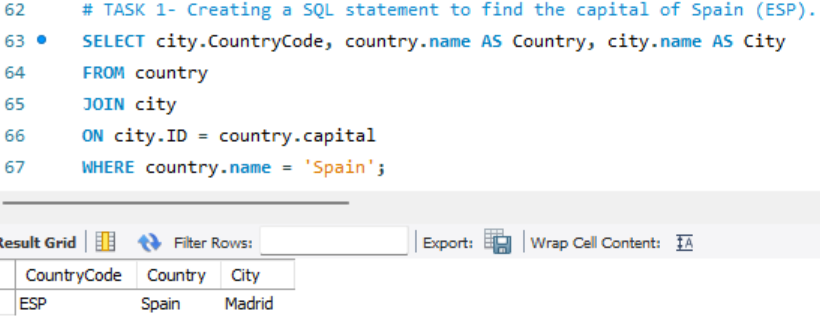 62 # TASK 1- Creating a SQL statement to find the capital of Spain (ESP).
63 SELECT city.CountryCode, country.name AS Country, city.name AS City
64 FROM country
65 JOIN city
66 ON city.ID = country.capital
67 WHERE country.name = 'Spain';
Result Grid Filter Rows: Export: Wrap Cell Content: IA
CountryCode Country City
ESP Spain Madrid